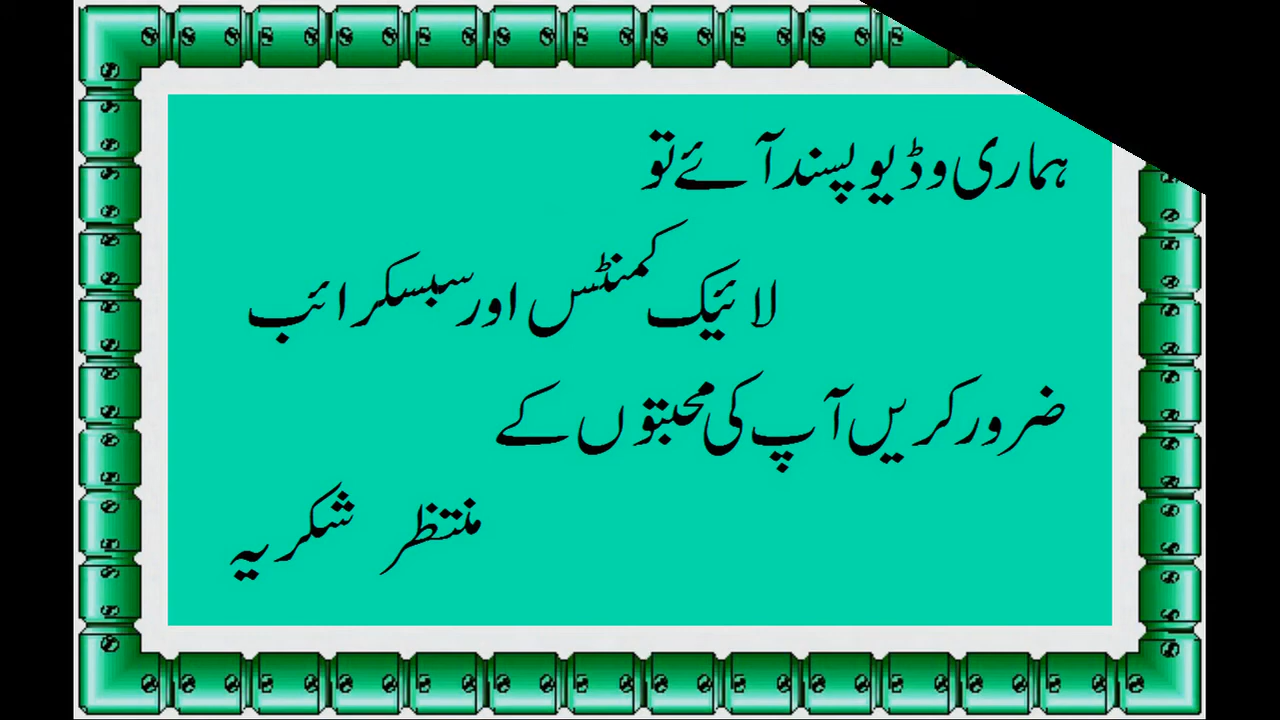 ہماری وڈیو پسند آئے تو
لائیک کمنٹس اور سبسکرائب
ضرور کریں آپ کی محبتوں کے
منتظر شکریہ